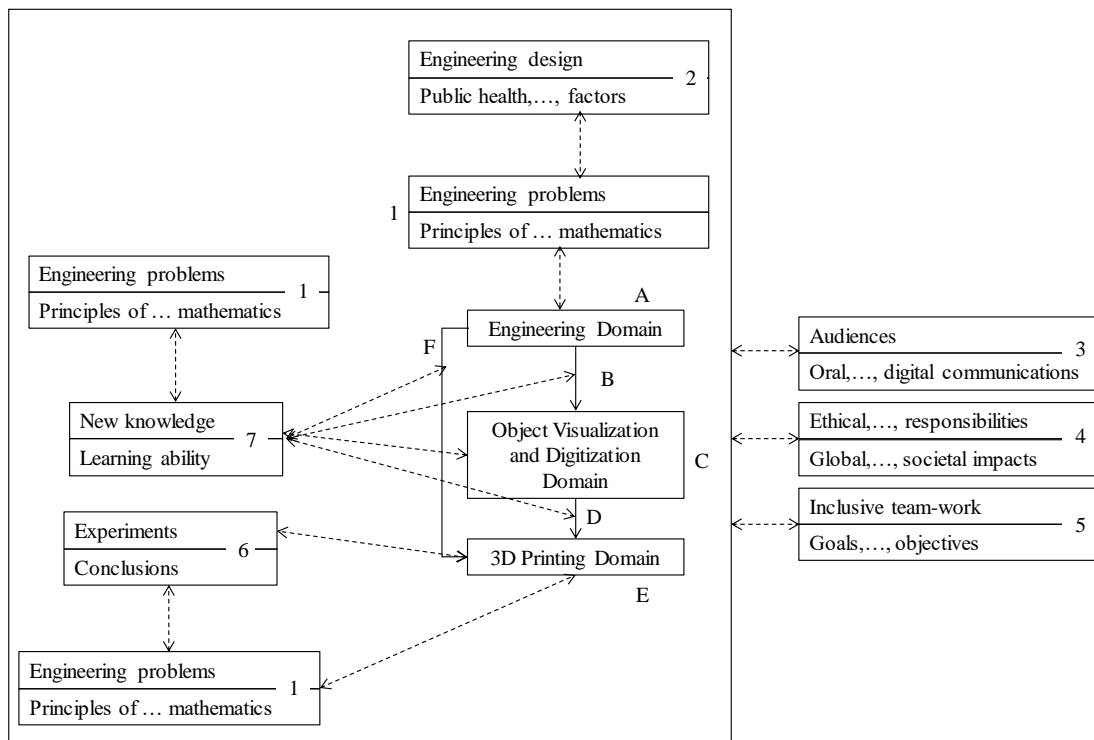 Engineering design
2
Public health,…, factors
Engineering problems
1
Principles of … mathematics
Engineering problems
1
Principles of … mathematics
A
Engineering Domain
F
B
Audiences
3
Oral,…, digital communications
New knowledge
7
Learning ability
Object Visualization
and Digitization
Domain
C
Ethical,…, responsibilities
4
Global,…, societal impacts
D
Inclusive team-work
5
Goals,…, objectives
Experiments
6
Conclusions
3D Printing Domain
E
Engineering problems
1
Principles of … mathematics